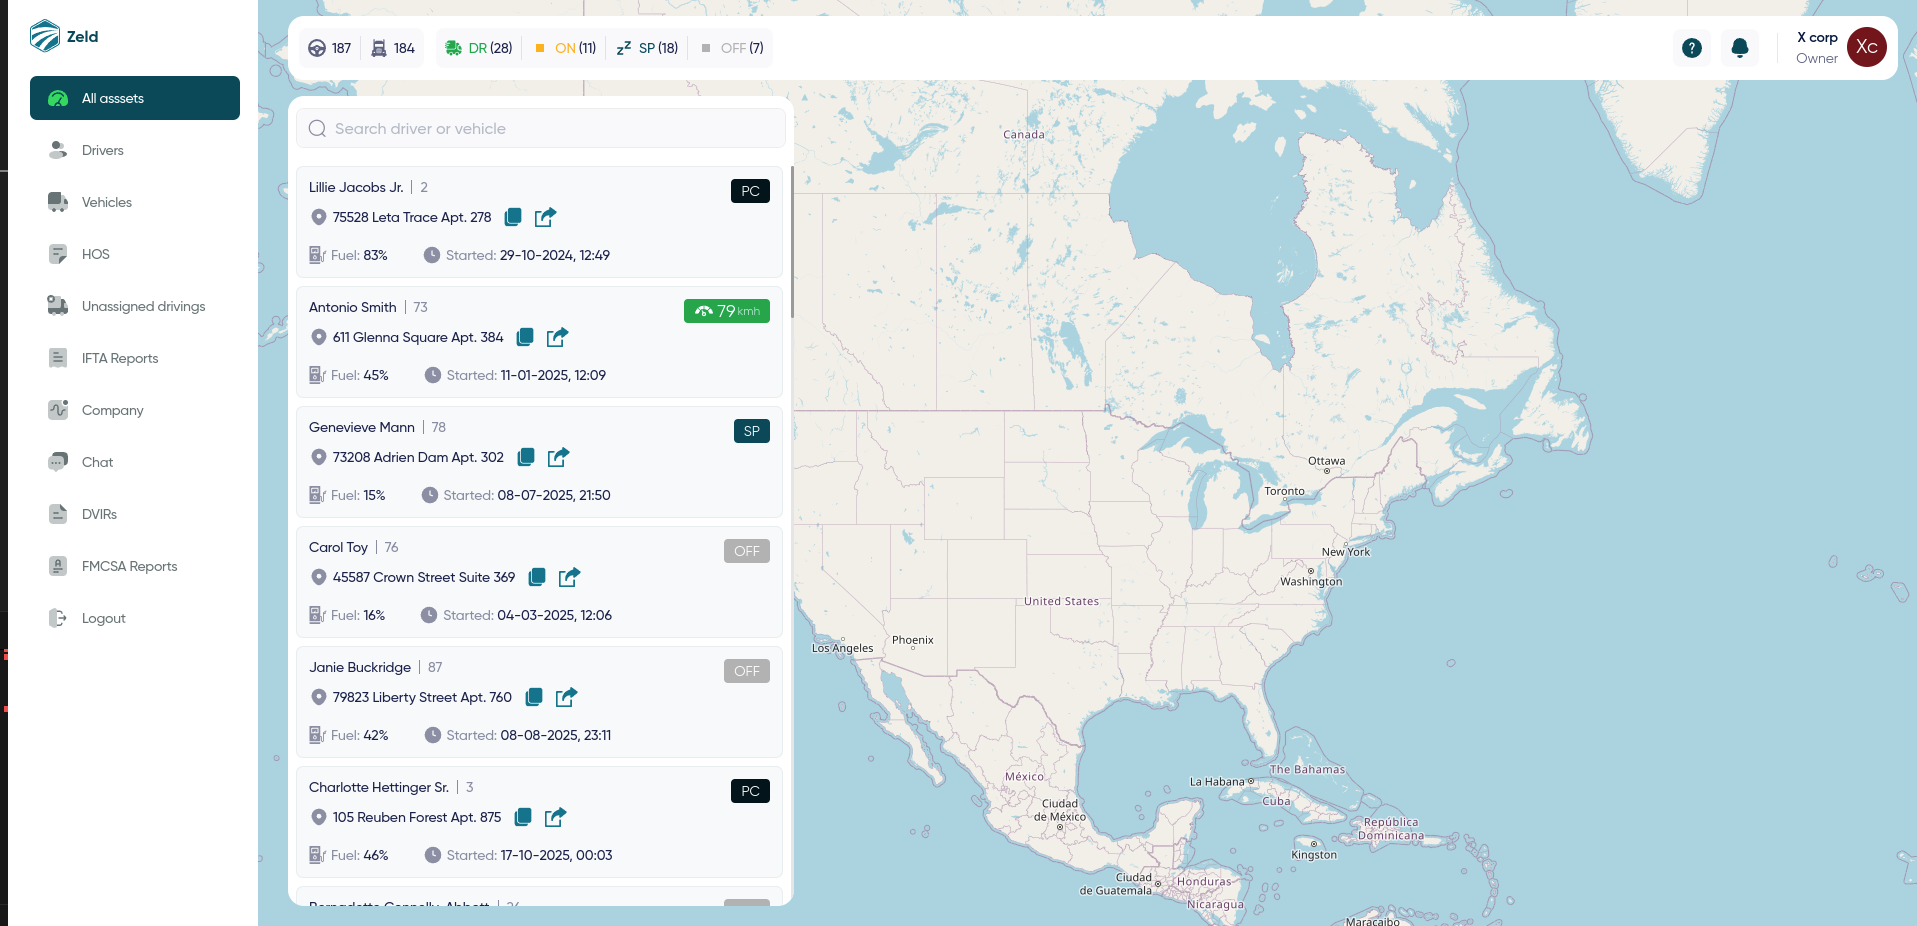 Zeld
All asssets
Drivers
Vehicles
HOS
Unassigned drivings
IFTA Reports
Company
Chat
DVIRs
FMCSA Reports
Logout
187 184 DR (28) ON (11) SP (18) OFF (7)
?
X corp
Owner
Xc
Search driver or vehicle
Lillie Jacobs Jr. | 2
PC
75528 Leta Trace Apt. 278
Fuel: 83% Started: 29-10-2024, 12:49
Antonio Smith | 73
79 kmh
611 Glenna Square Apt. 384
Fuel: 45% Started: 11-01-2025, 12:09
Genevieve Mann | 78
SP
73208 Adrien Dam Apt. 302
Fuel: 15% Started: 08-07-2025, 21:50
Carol Toy | 76
OFF
45587 Crown Street Suite 369
Fuel: 16% Started: 04-03-2025, 12:06
Janie Buckridge | 87
OFF
79823 Liberty Street Apt. 760
Fuel: 42% Started: 08-08-2025, 23:11
Charlotte Hettinger Sr. | 3
PC
105 Reuben Forest Apt. 875
Fuel: 46% Started: 17-10-2025, 00:03
Canada
Ottawa
Toronto
New York
Washington
United States
Phoenix
Los Angeles
México
Ciudad
de México
La Habana
The Bahamas
Cuba
República
Dominicana
Kingston
Ciudad
de Guatemala
Honduras
Nicaragua
Maracaibo